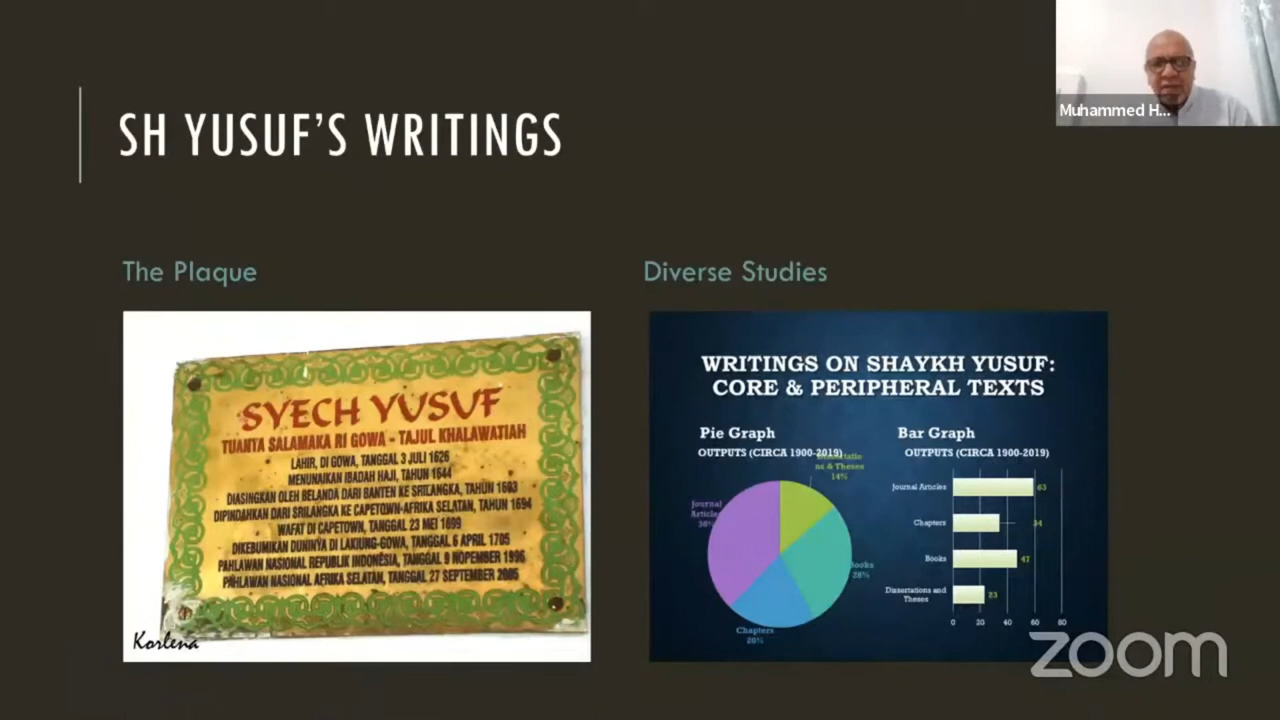 Muhammed H...
SH YUSUF'S WRITINGS
The Plaque
SYECH YUSUF
TUANTA SALAMAKA RI GOWA - TAJUL KHALAWATIAH
LAHIR, DI GOWA, TANGGAL 3 JULI 1626
MENUNAIKAN IBADAH HAJI, TAHUN 1644
DIASINGKAN OLEH BELANDA DARI BANTEN KE SRILANGKA, TAHUN 1683
DIPINDAHKAN DARI SRILANGKA KE CAPETOWN-AFRIKA SELATAN, TAHUN 1694
WAFAT DI CAPETOWN, TANGGAL 23 MEI 1699
DIKEBUMIKAN DUNINYA DI LAKIUNG-GOWA, TANGGAL 6 APRIL 1705
PAHLAWAN NASIONAL REPUBLIK INDONESIA, TANGGAL 9 NOPEMBER 1996
PAHLAWAN NASIONAL AFRIKA SELATAN, TANGGAL 27 SEPTEMBER 2005
Korlena
Diverse Studies
WRITINGS ON SHAYKH YUSUF:
CORE & PERIPHERAL TEXTS
Pie Graph
OUTPUTS (CIRCA 1900-2019)
Dissertatio
ns & Theses
14%
Journal
Articles
36%
Books
28%
Chapters
20%
Bar Graph
OUTPUTS (CIRCA 1900-2019)
Journal Articles
63
Chapters
34
Books
47
Dissertations and
Theses
23
0 20 40 60 80
zoom